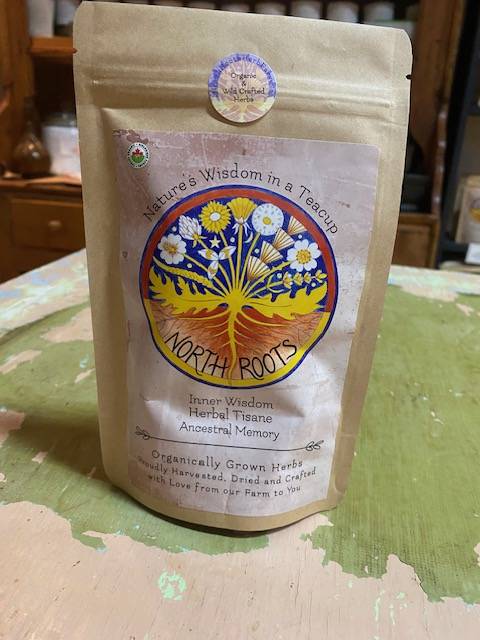 Organic
&
Wild Crafted
Herbs
Nature's Wisdom in a Teacup
NORTH ROOTS
Inner Wisdom
Herbal Tisane
Ancestral Memory
Organically Grown Herbs
Proudly Harvested, Dried and Crafted
with Love from our Farm to You